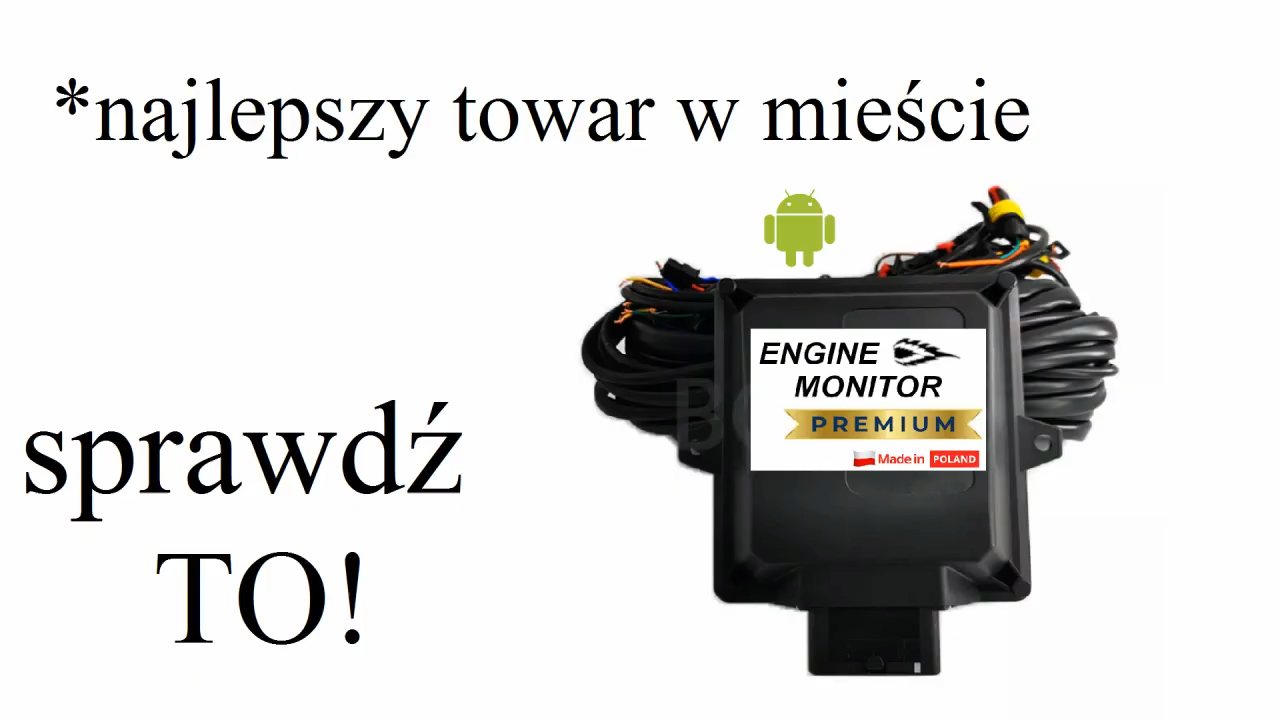 *najlepszy towar w mieście
sprawdź
TO!
ENGINE
MONITOR
PREMIUM
Made in POLAND